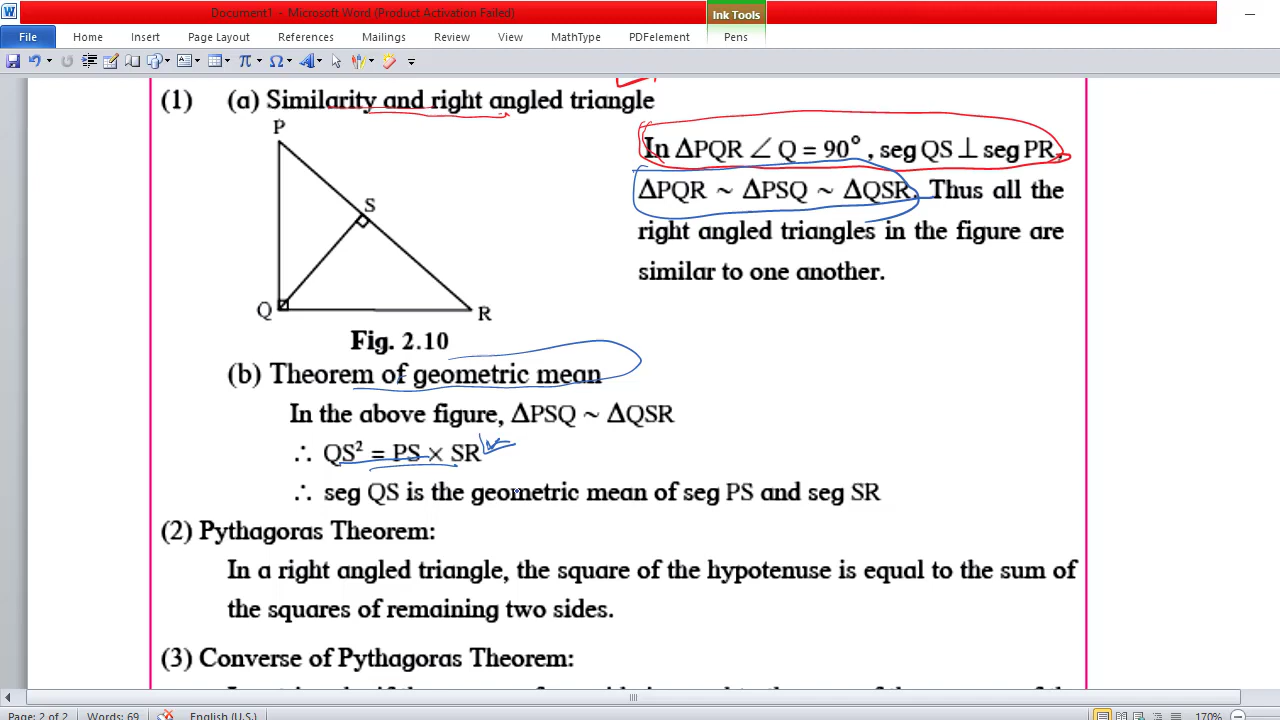 Document1 - Microsoft Word (Product Activation Failed)
Ink Tools
File Home Insert Page Layout References Mailings Review View MathType PDFelement Pens
(1) (a) Similarity and right angled triangle
P
S
Q
R
Fig. 2.10
In ΔPQR ∠Q = 90°, seg QS ⊥ seg PR.
ΔPQR ~ ΔPSQ ~ ΔQSR. Thus all the
right angled triangles in the figure are
similar to one another.
(b) Theorem of geometric mean
In the above figure, ΔPSQ ~ ΔQSR
∴ QS² = PS × SR
∴ seg QS is the geometric mean of seg PS and seg SR
(2) Pythagoras Theorem:
In a right angled triangle, the square of the hypotenuse is equal to the sum of
the squares of remaining two sides.
(3) Converse of Pythagoras Theorem:
Page: 2 of 2 Words: 69 English (U.S.) 170%